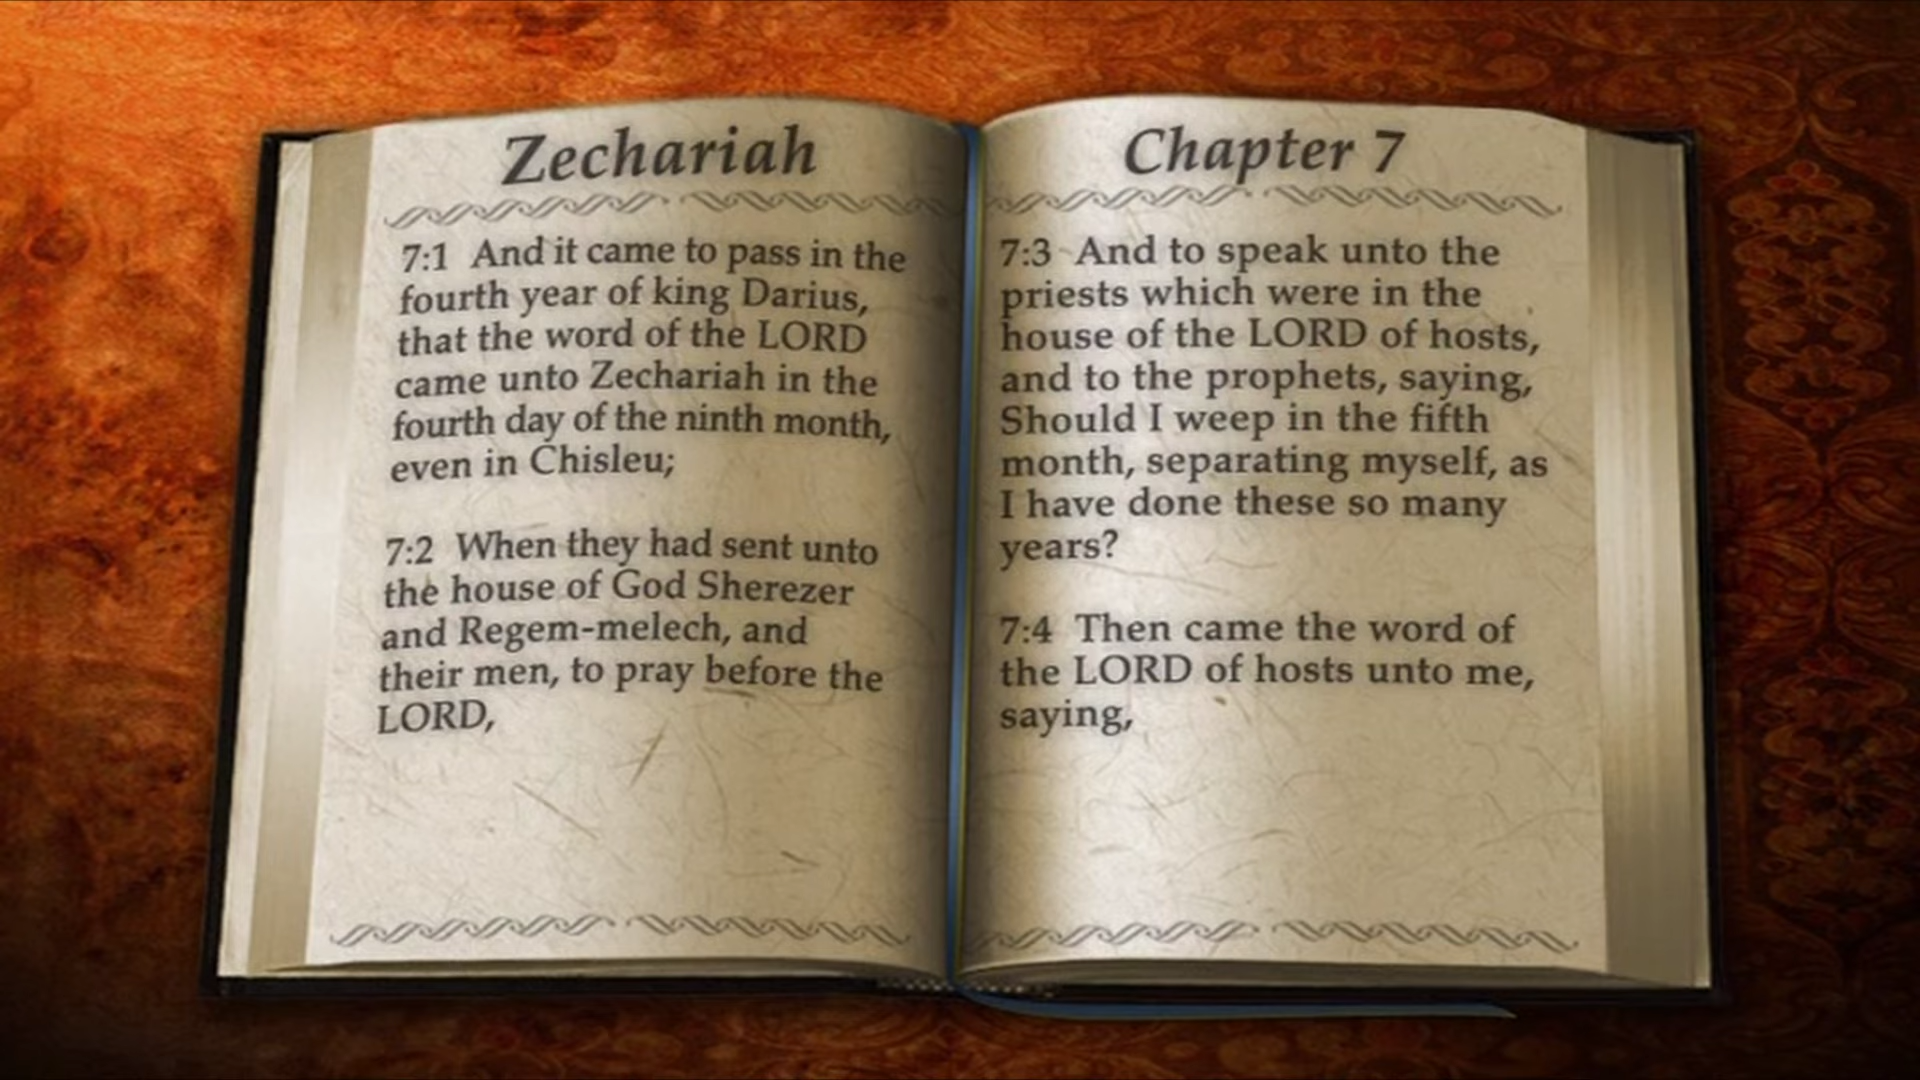 Zechariah
7:1 And it came to pass in the
fourth year of king Darius,
that the word of the LORD
came unto Zechariah in the
fourth day of the ninth month,
even in Chisleu;
7:2 When they had sent unto
the house of God Sherezer
and Regem-melech, and
their men, to pray before the
LORD,
Chapter 7
7:3 And to speak unto the
priests which were in the
house of the LORD of hosts,
and to the prophets, saying,
Should I weep in the fifth
month, separating myself, as
I have done these so many
years?
7:4 Then came the word of
the LORD of hosts unto me,
saying,